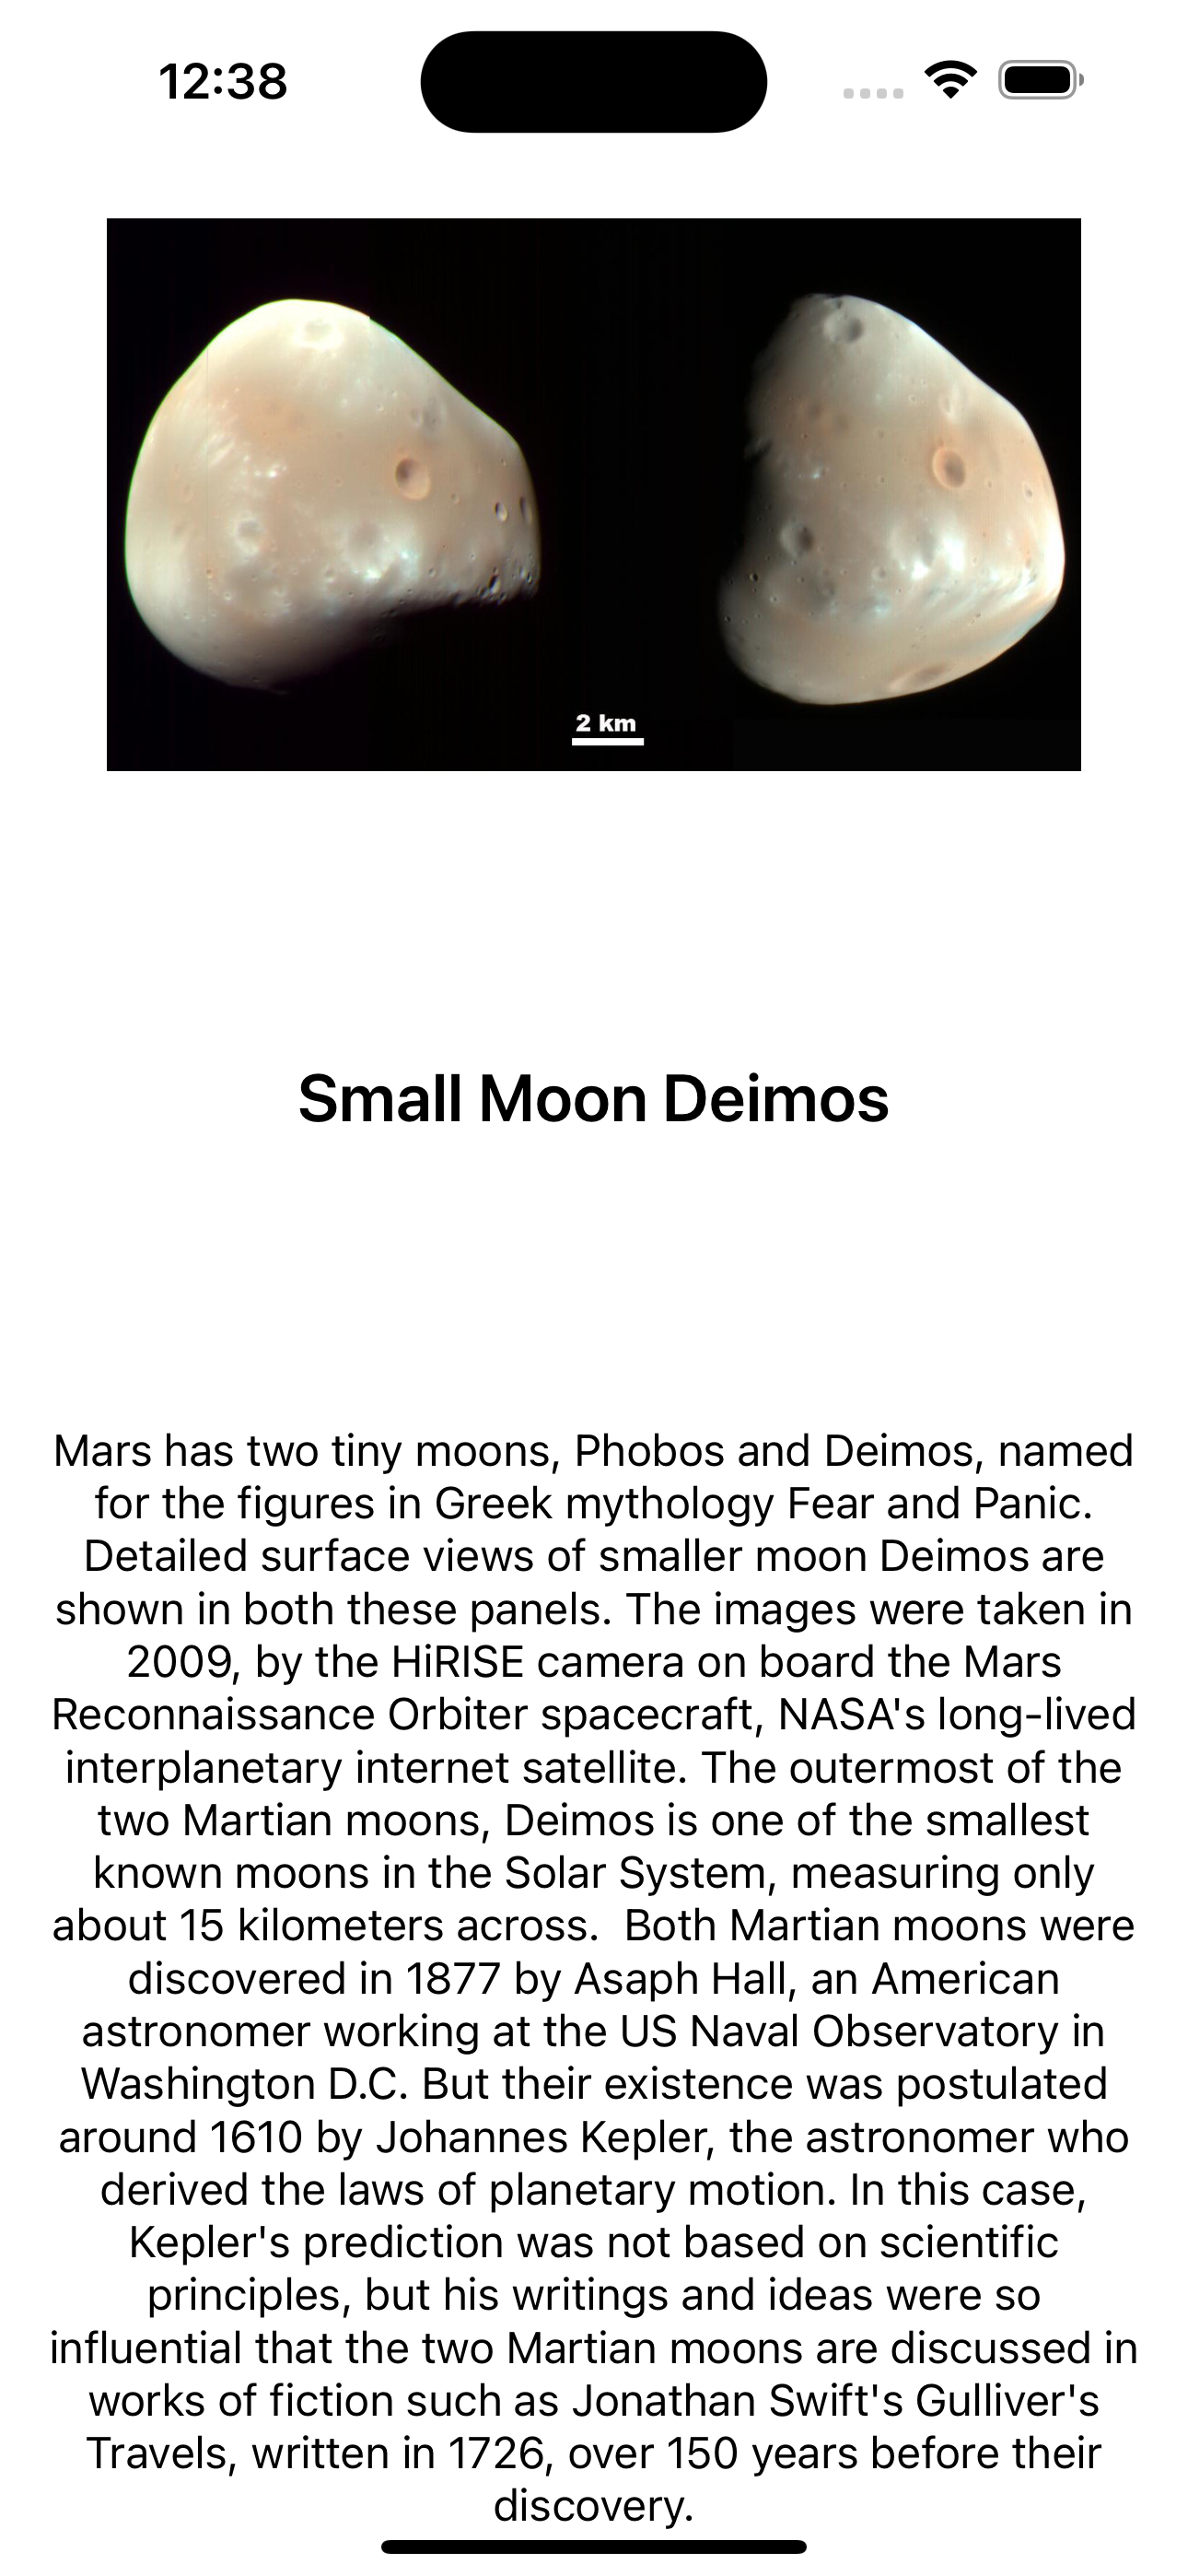 12:38
2 km
Small Moon Deimos
Mars has two tiny moons, Phobos and Deimos, named
for the figures in Greek mythology Fear and Panic.
Detailed surface views of smaller moon Deimos are
shown in both these panels. The images were taken in
2009, by the HiRISE camera on board the Mars
Reconnaissance Orbiter spacecraft, NASA's long-lived
interplanetary internet satellite. The outermost of the
two Martian moons, Deimos is one of the smallest
known moons in the Solar System, measuring only
about 15 kilometers across.  Both Martian moons were
discovered in 1877 by Asaph Hall, an American
astronomer working at the US Naval Observatory in
Washington D.C. But their existence was postulated
around 1610 by Johannes Kepler, the astronomer who
derived the laws of planetary motion. In this case,
Kepler's prediction was not based on scientific
principles, but his writings and ideas were so
influential that the two Martian moons are discussed in
works of fiction such as Jonathan Swift's Gulliver's
Travels, written in 1726, over 150 years before their
discovery.